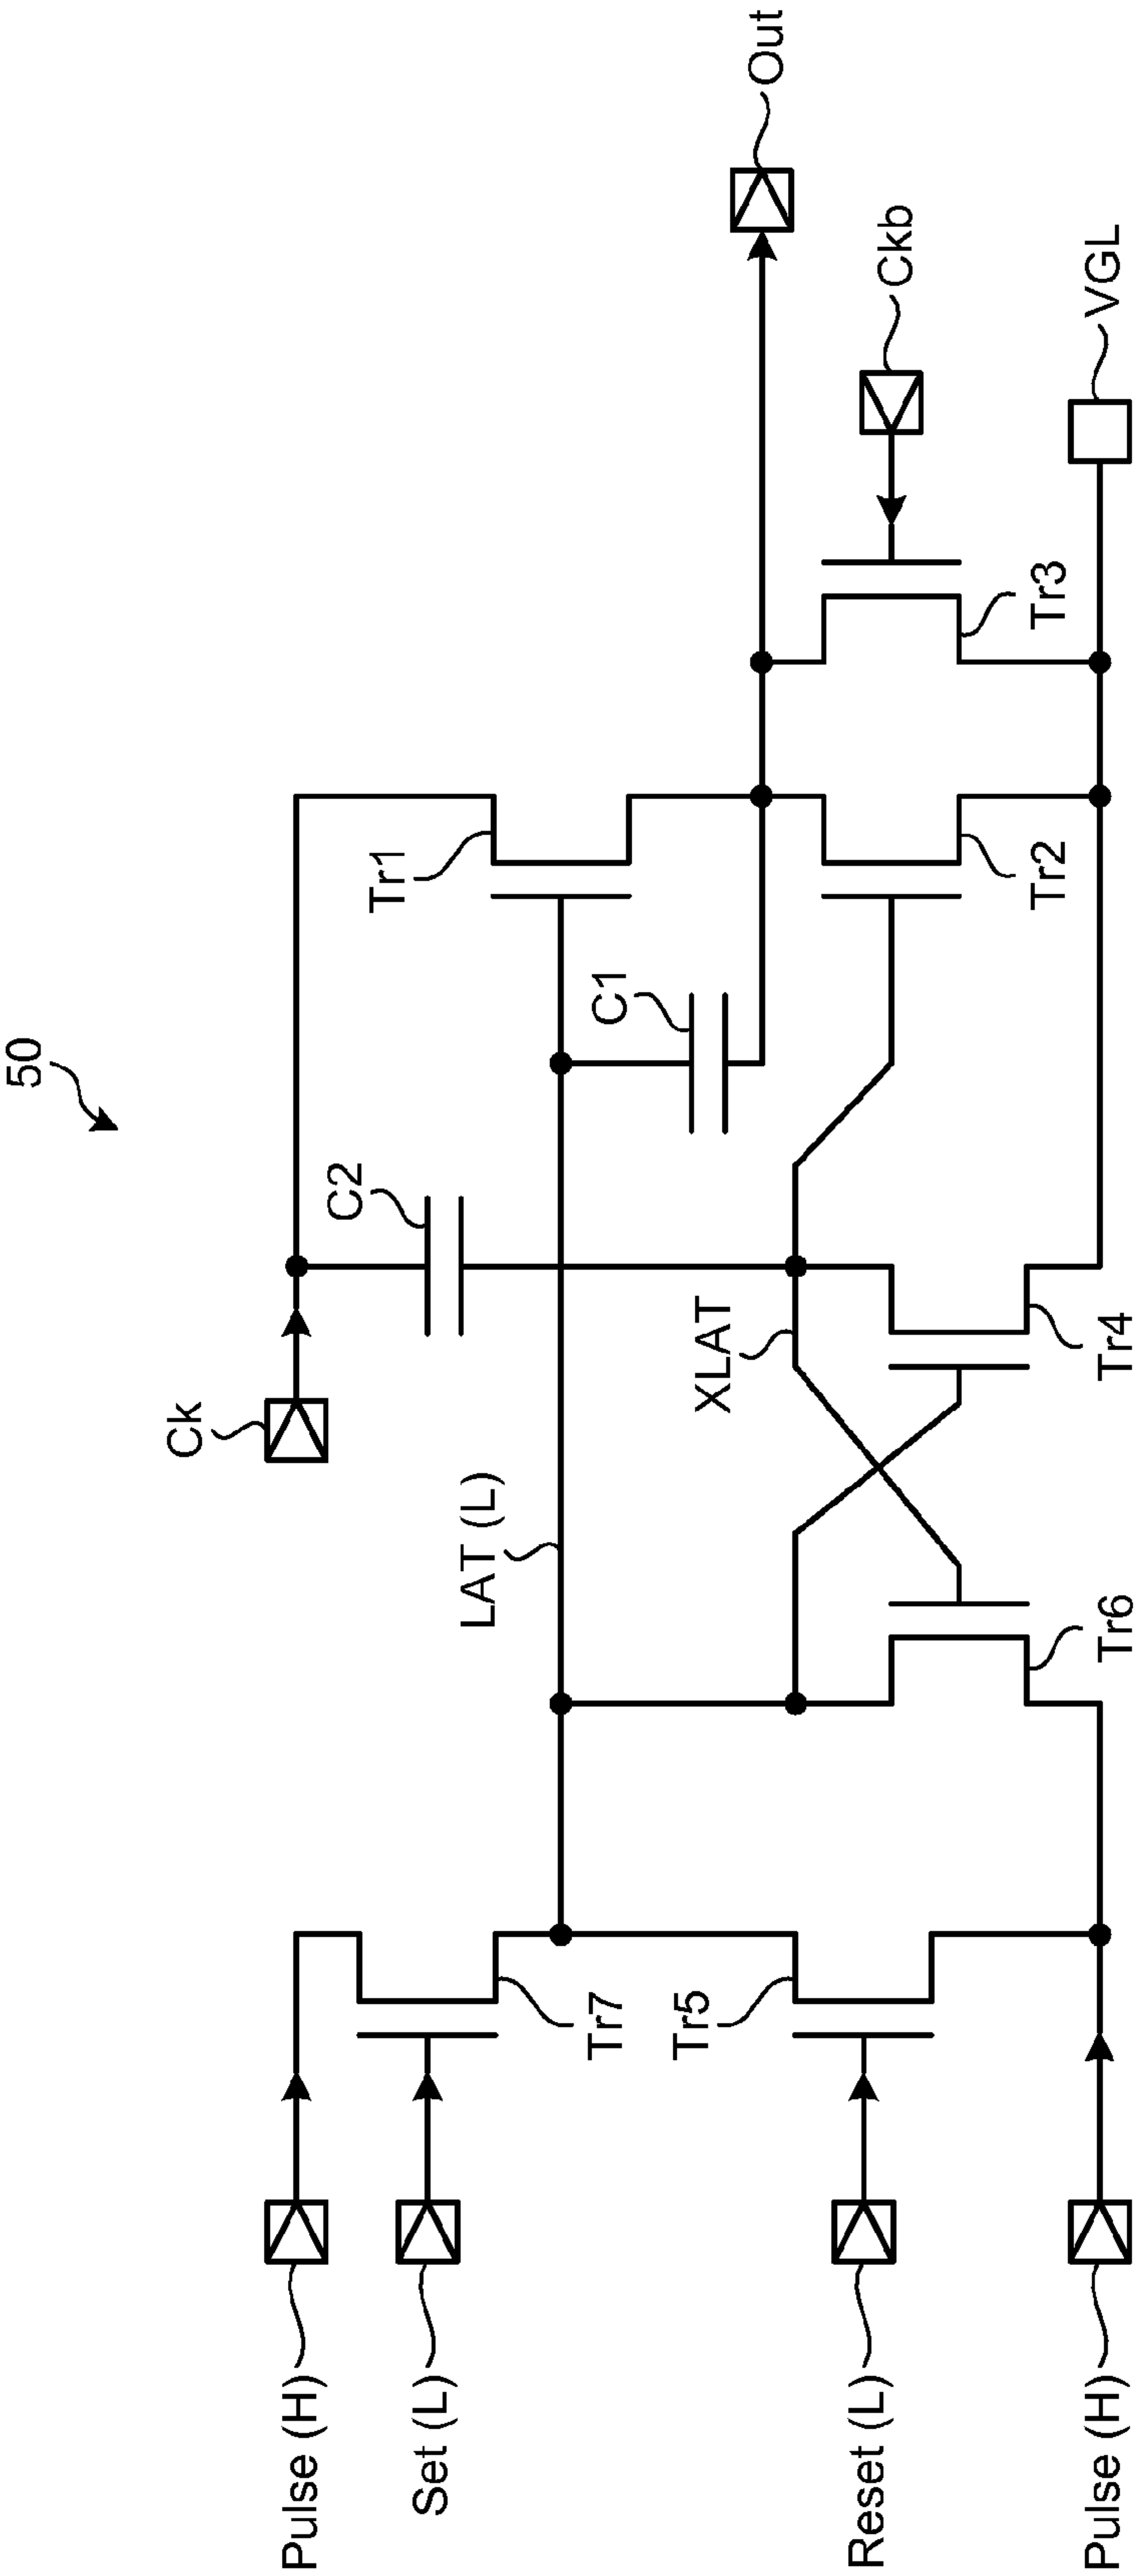 50
Ck
C2
Tr1
C1
Out
LAT (L)
XLAT
Ckb
Pulse (H)
Set (L)
Tr7
Tr5
Reset (L)
Pulse (H)
Tr6
Tr4
Tr2
Tr3
VGL